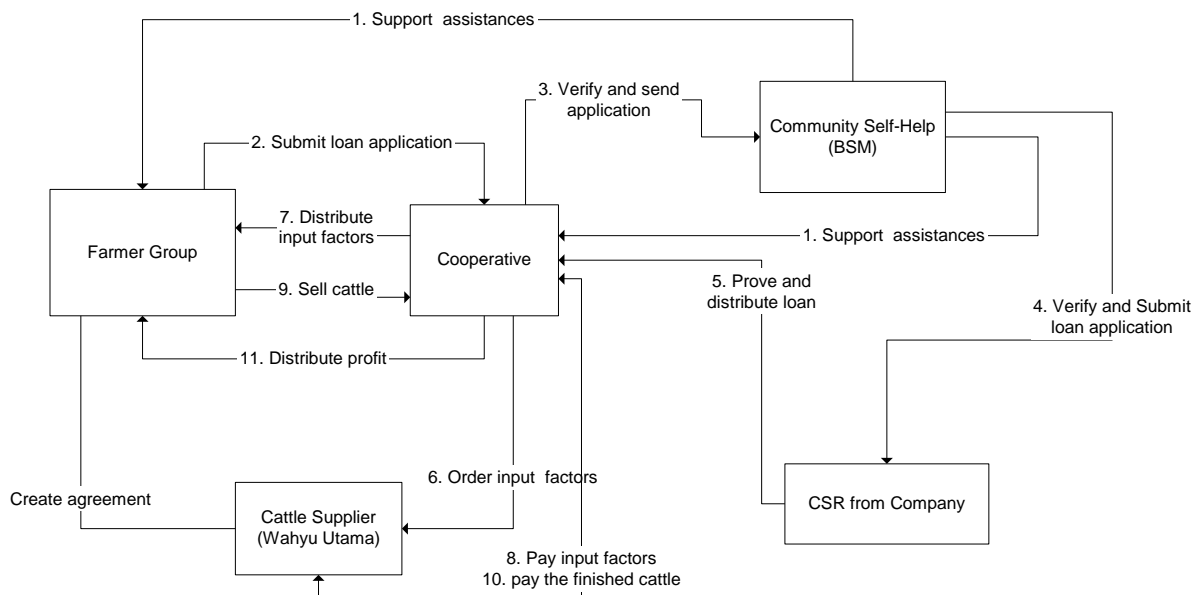 1. Support assistances
3. Verify and send
application
Community Self-Help
(BSM)
2. Submit loan application
7. Distribute
input factors
Farmer Group
Cooperative
1. Support assistances
9. Sell cattle
5. Prove and
distribute loan
4. Verify and Submit
loan application
11. Distribute profit
6. Order input factors
Create agreement
Cattle Supplier
(Wahyu Utama)
CSR from Company
8. Pay input factors
10. pay the finished cattle